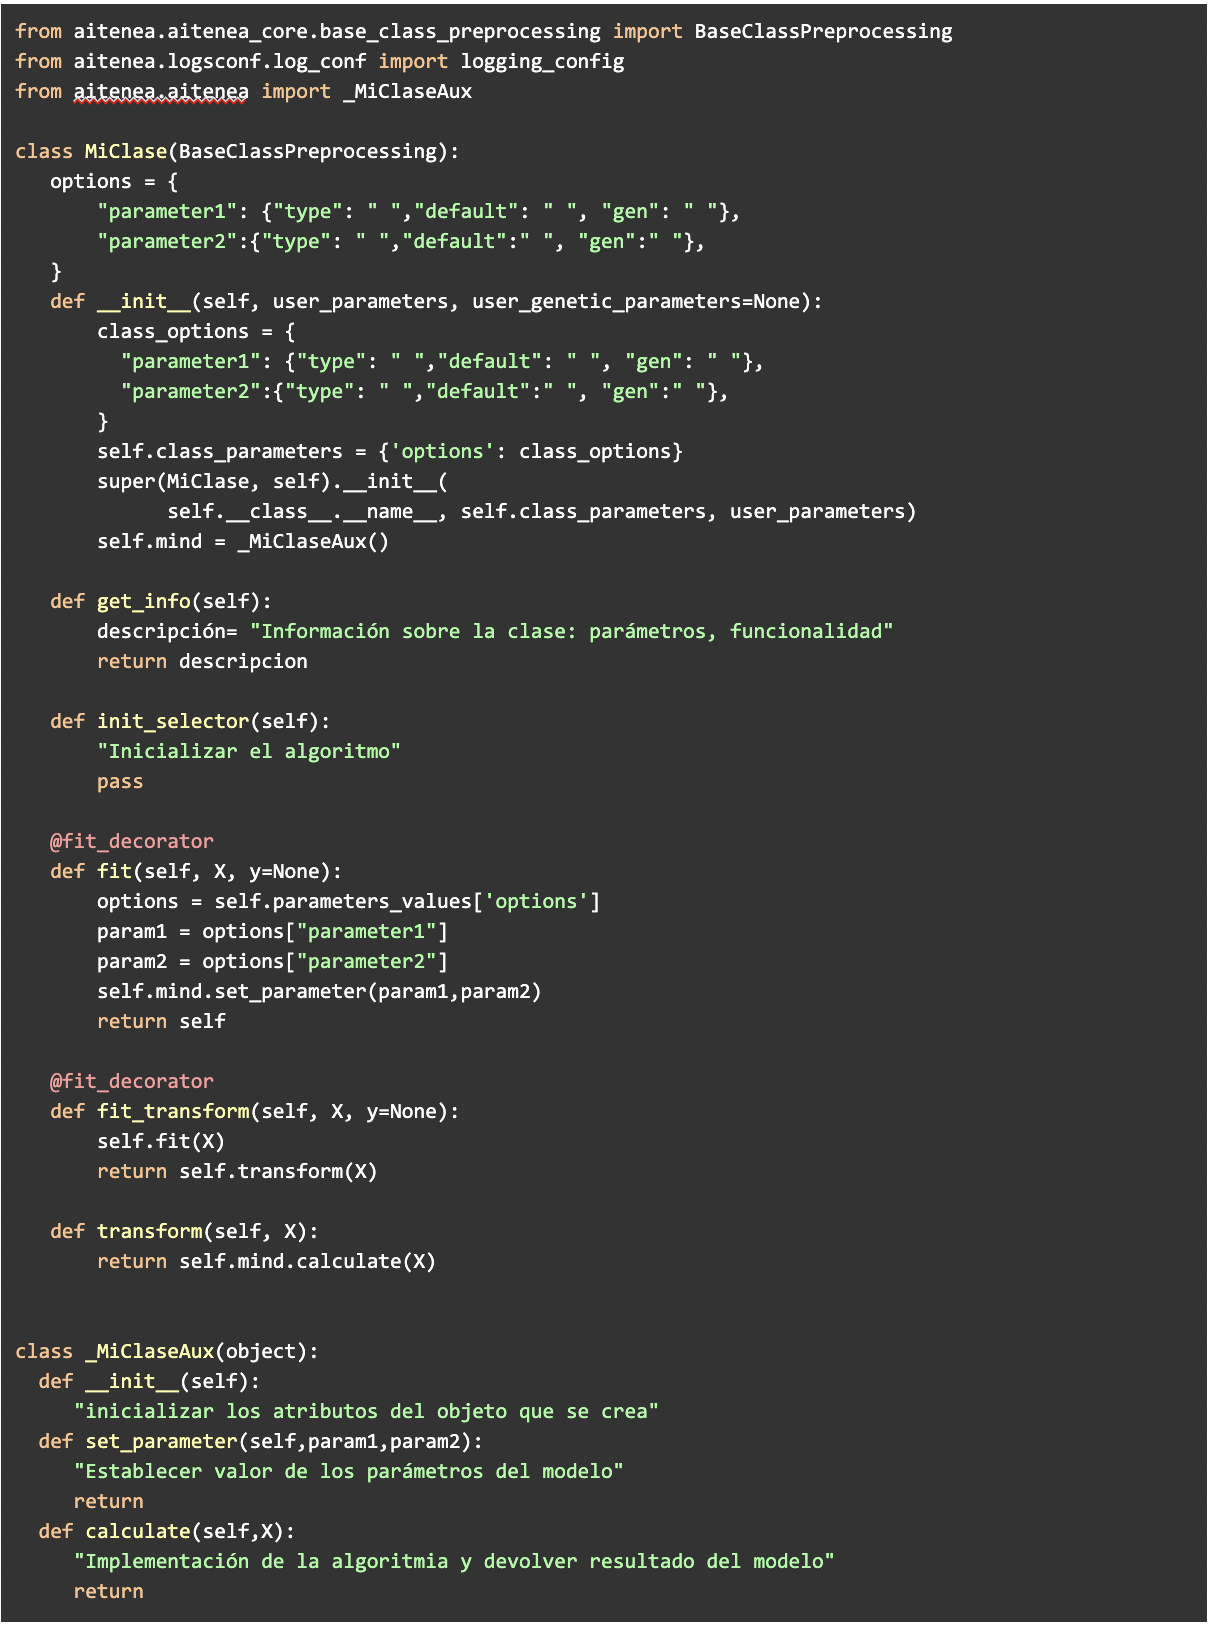 from aitenea.aitenea_core.base_class_preprocessing import BaseClassPreprocessing
from aitenea.logsconf.log_conf import logging_config
from aitenea.aitenea import _MiClaseAux

class MiClase(BaseClassPreprocessing):
   options = {
       "parameter1": {"type": " ","default": " ", "gen": " "},
       "parameter2":{"type": " ","default":" ", "gen":" "},
   }
   def __init__(self, user_parameters, user_genetic_parameters=None):
       class_options = {
         "parameter1": {"type": " ","default": " ", "gen": " "},
         "parameter2":{"type": " ","default":" ", "gen":" "},
       }
       self.class_parameters = {'options': class_options}
       super(MiClase, self).__init__(
             self.__class__.__name__, self.class_parameters, user_parameters)
       self.mind = _MiClaseAux()

   def get_info(self):
       descripción= "Información sobre la clase: parámetros, funcionalidad"
       return descripcion

   def init_selector(self):
       "Inicializar el algoritmo"
       pass

   @fit_decorator
   def fit(self, X, y=None):
       options = self.parameters_values['options']
       param1 = options["parameter1"]
       param2 = options["parameter2"]
       self.mind.set_parameter(param1,param2)
       return self

   @fit_decorator
   def fit_transform(self, X, y=None):
       self.fit(X)
       return self.transform(X)

   def transform(self, X):
       return self.mind.calculate(X)


class _MiClaseAux(object):
  def __init__(self):
     "inicializar los atributos del objeto que se crea"
  def set_parameter(self,param1,param2):
     "Establecer valor de los parámetros del modelo"
     return
  def calculate(self,X):
     "Implementación de la algoritmia y devolver resultado del modelo"
     return